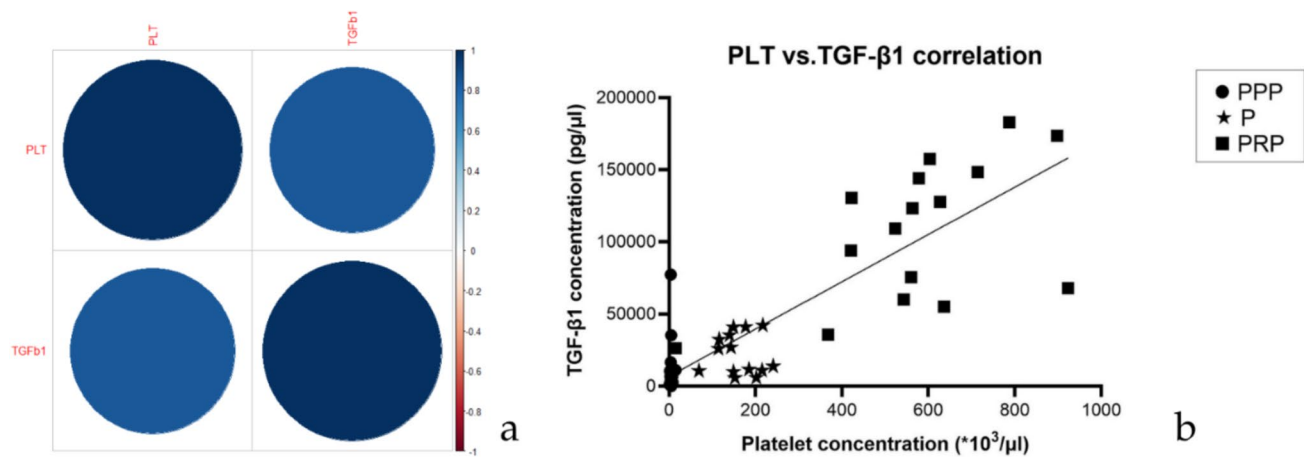 PLT
TGFb1
PLT
TGFb1
1
0.8
0.6
0.4
0.2
0
-0.2
-0.4
-0.6
-0.8
-1
a
PLT vs.TGF-β1 correlation
TGF-β1 concentration (pg/µl)
200000
150000
100000
50000
0
0 200 400 600 800 1000
Platelet concentration (*10³/µl)
PPP
P
PRP
b